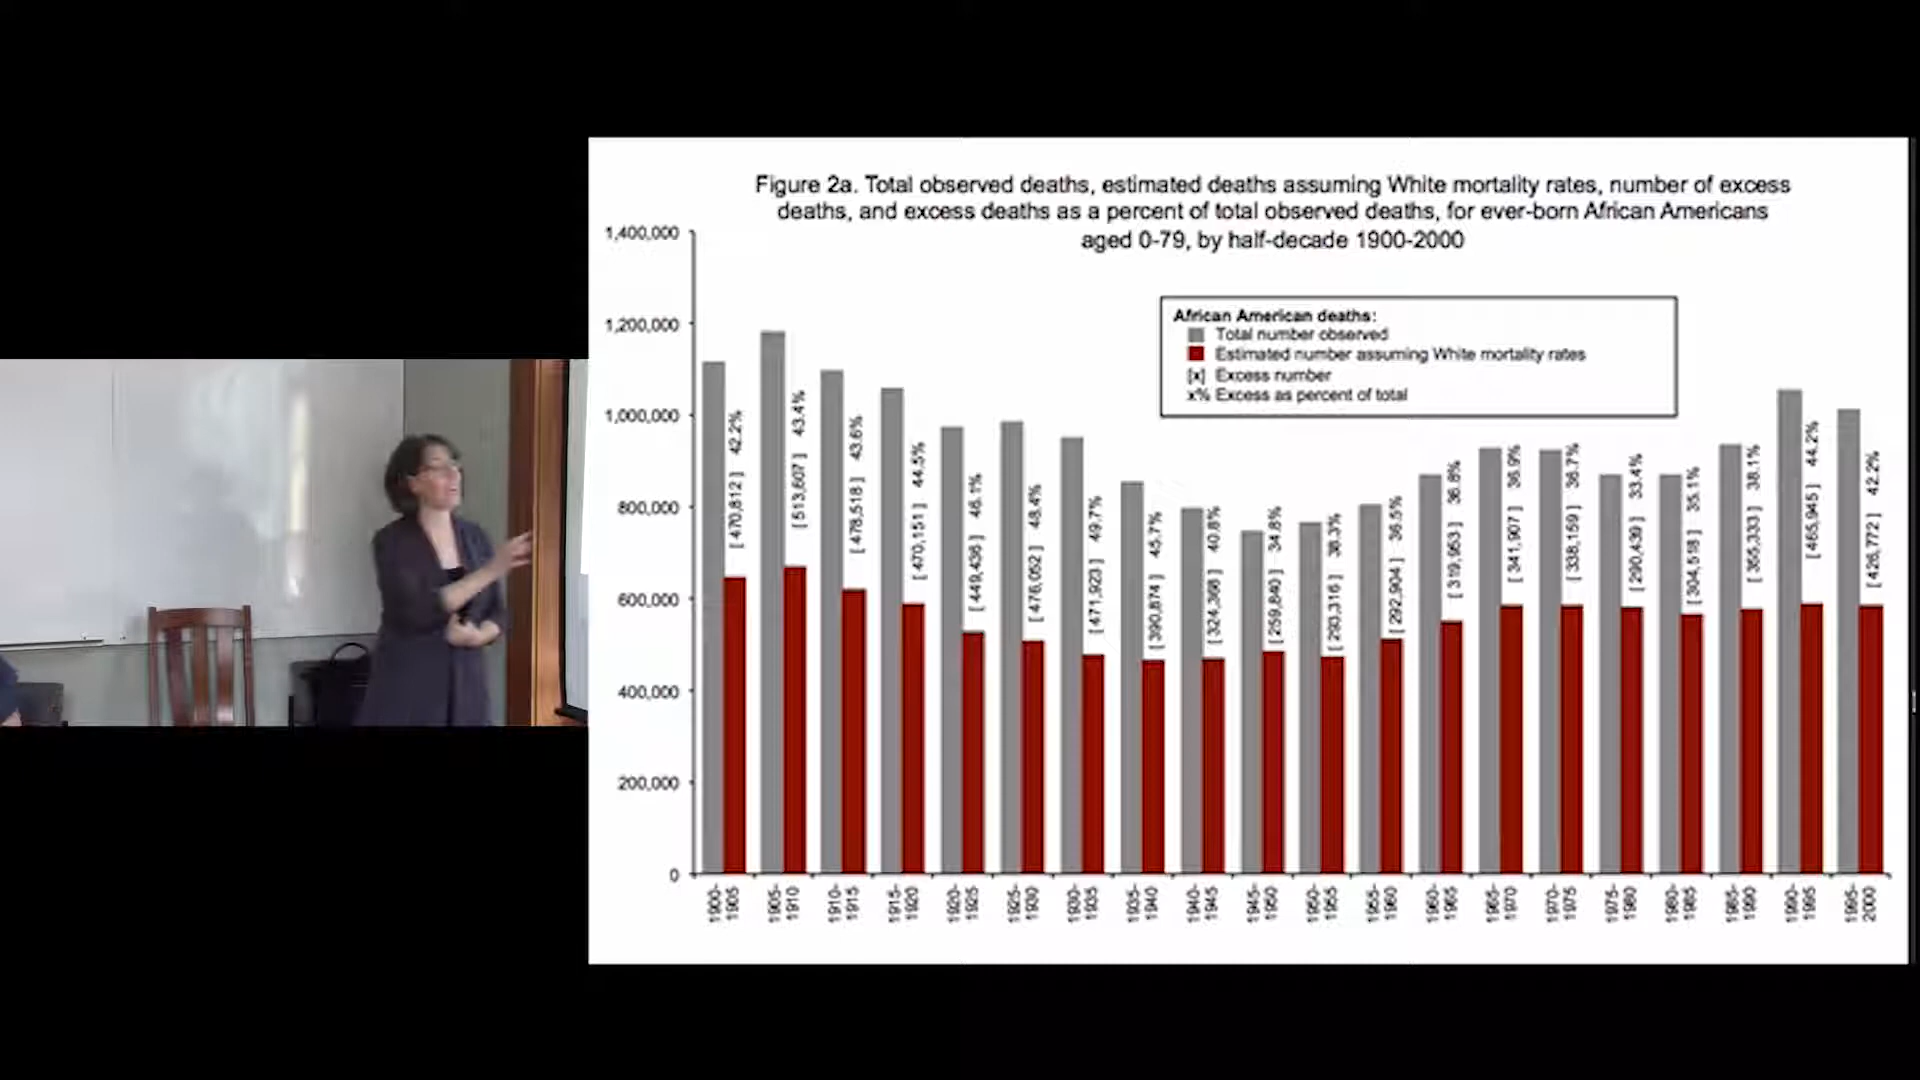 Figure 2a. Total observed deaths, estimated deaths assuming White mortality rates, number of excess
deaths, and excess deaths as a percent of total observed deaths, for ever-born African Americans
aged 0-79, by half-decade 1900-2000
1,400,000
1,200,000
1,000,000
800,000
600,000
400,000
200,000
0
African American deaths:
Total number observed
Estimated number assuming White mortality rates
[x] Excess number
x% Excess as percent of total
[ 470,812 ] 42.2%
[ 513,607 ] 43.4%
[ 478,518 ] 43.6%
[ 470,151 ] 44.5%
[ 449,436 ] 46.1%
[ 476,052 ] 48.4%
[ 471,923 ] 49.7%
[ 390,874 ] 45.7%
[ 324,368 ] 40.8%
[ 259,840 ] 34.8%
[ 293,316 ] 38.3%
[ 292,904 ] 36.5%
[ 319,953 ] 36.8%
[ 341,907 ] 36.9%
[ 338,159 ] 36.7%
[ 290,439 ] 33.4%
[ 304,518 ] 35.1%
[ 355,333 ] 38.1%
[ 465,945 ] 44.2%
[ 426,772 ] 42.2%
1900-
1905
1905-
1910
1910-
1915
1915-
1920
1920-
1925
1925-
1930
1930-
1935
1935-
1940
1940-
1945
1945-
1950
1950-
1955
1955-
1960
1960-
1965
1965-
1970
1970-
1975
1975-
1980
1980-
1985
1985-
1990
1990-
1995
1995-
2000